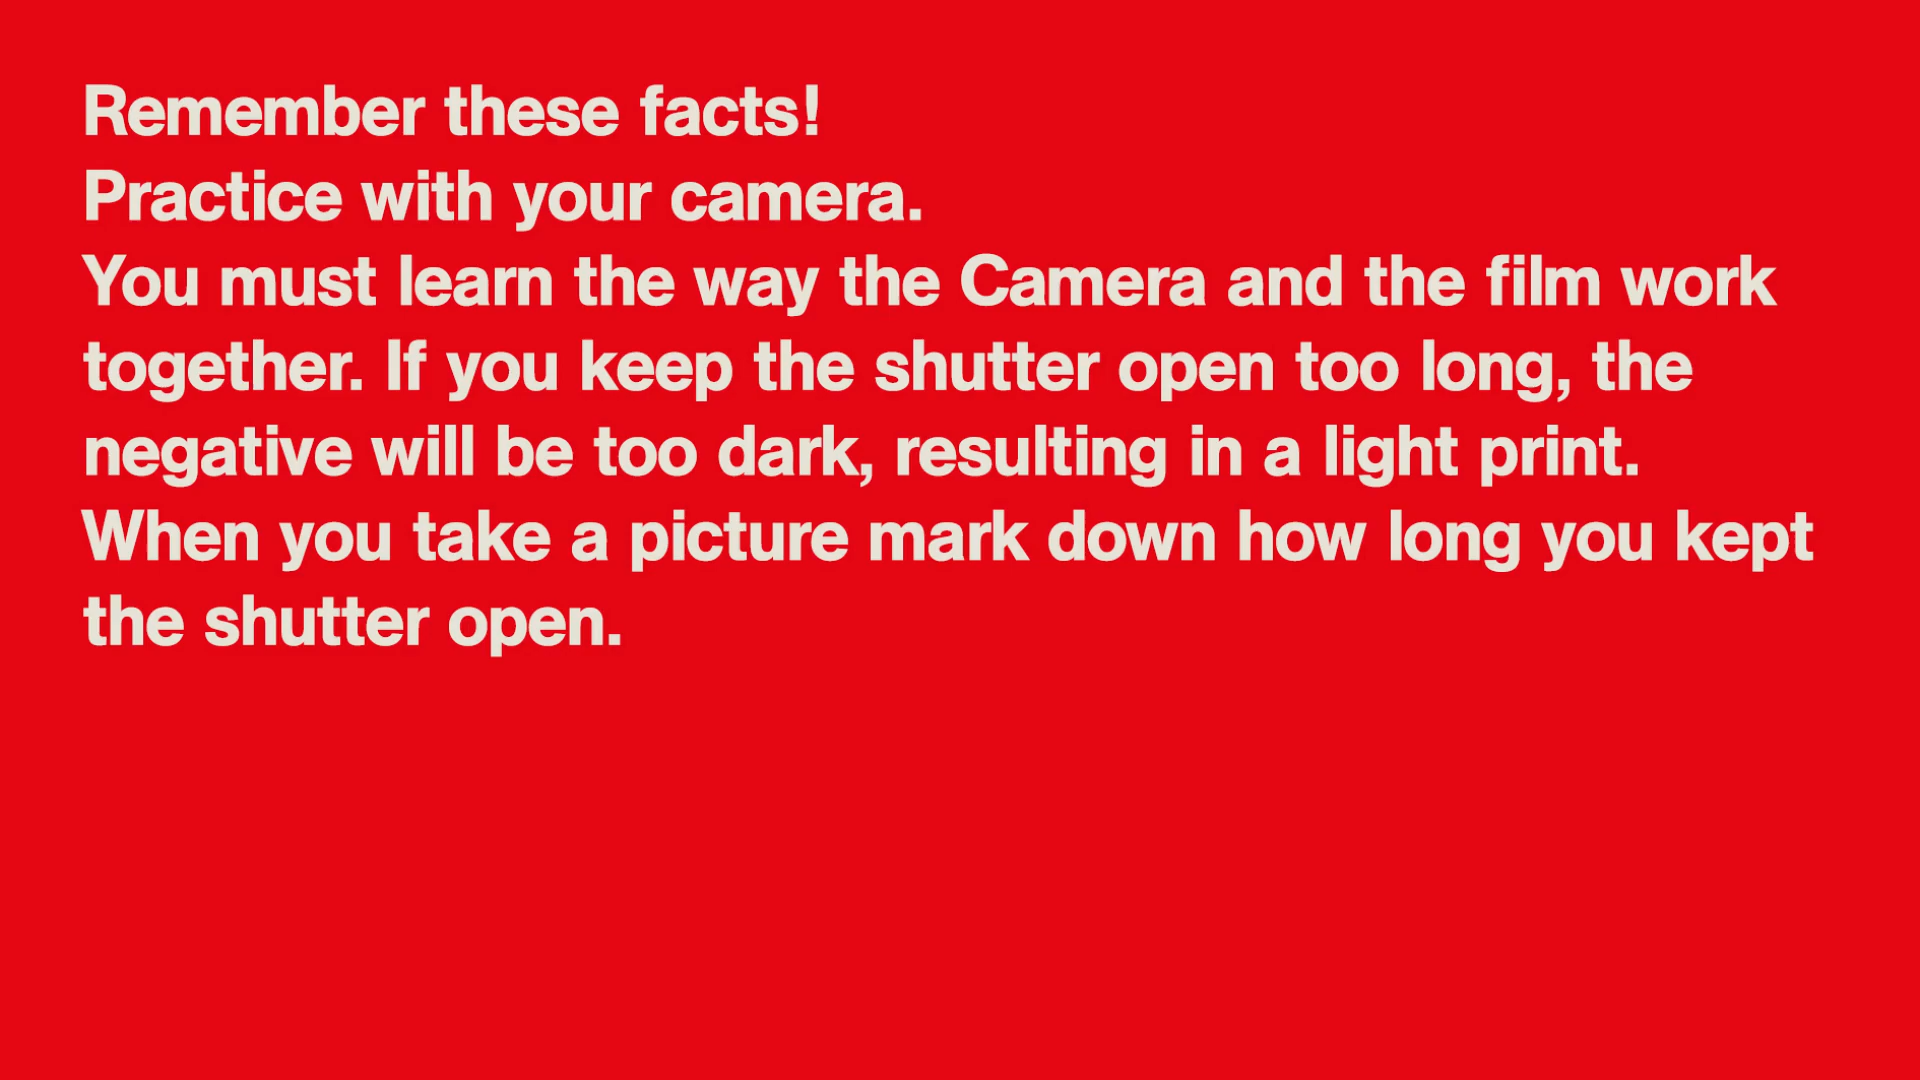 Remember these facts!
Practice with your camera.
You must learn the way the Camera and the film work
together. If you keep the shutter open too long, the
negative will be too dark, resulting in a light print.
When you take a picture mark down how long you kept
the shutter open.